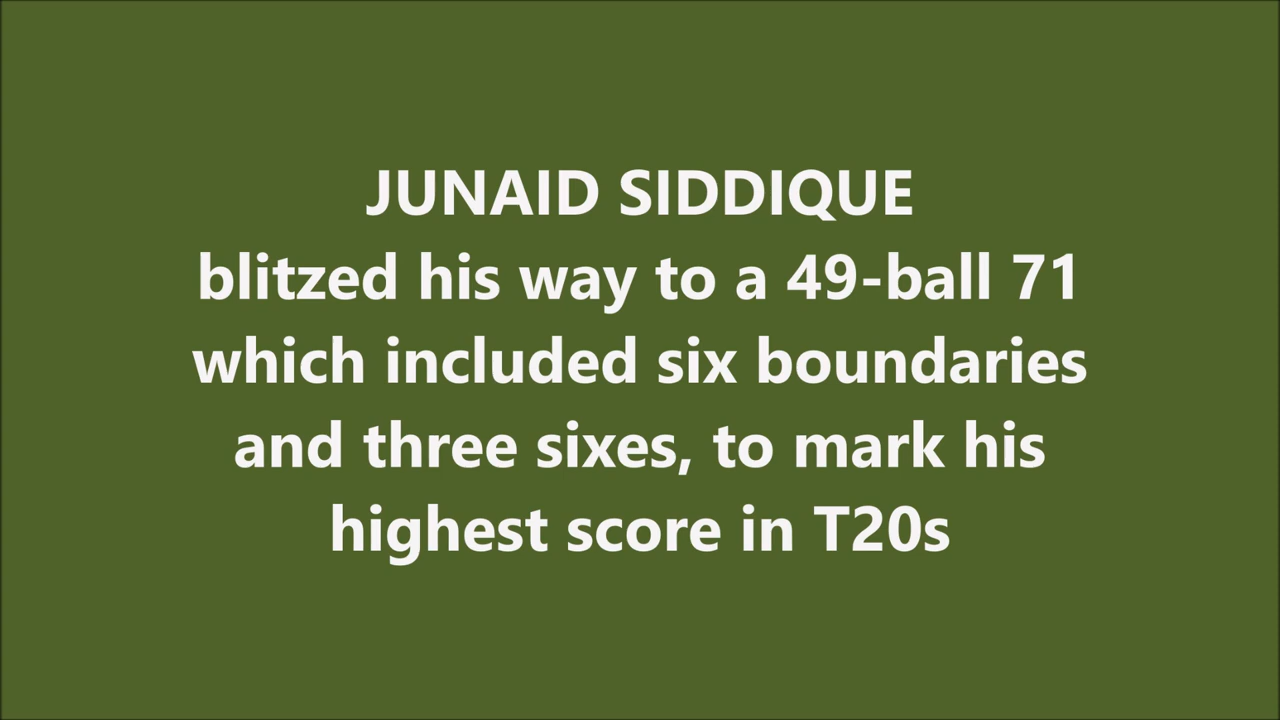 JUNAID SIDDIQUE
blitzed his way to a 49-ball 71
which included six boundaries
and three sixes, to mark his
highest score in T20s